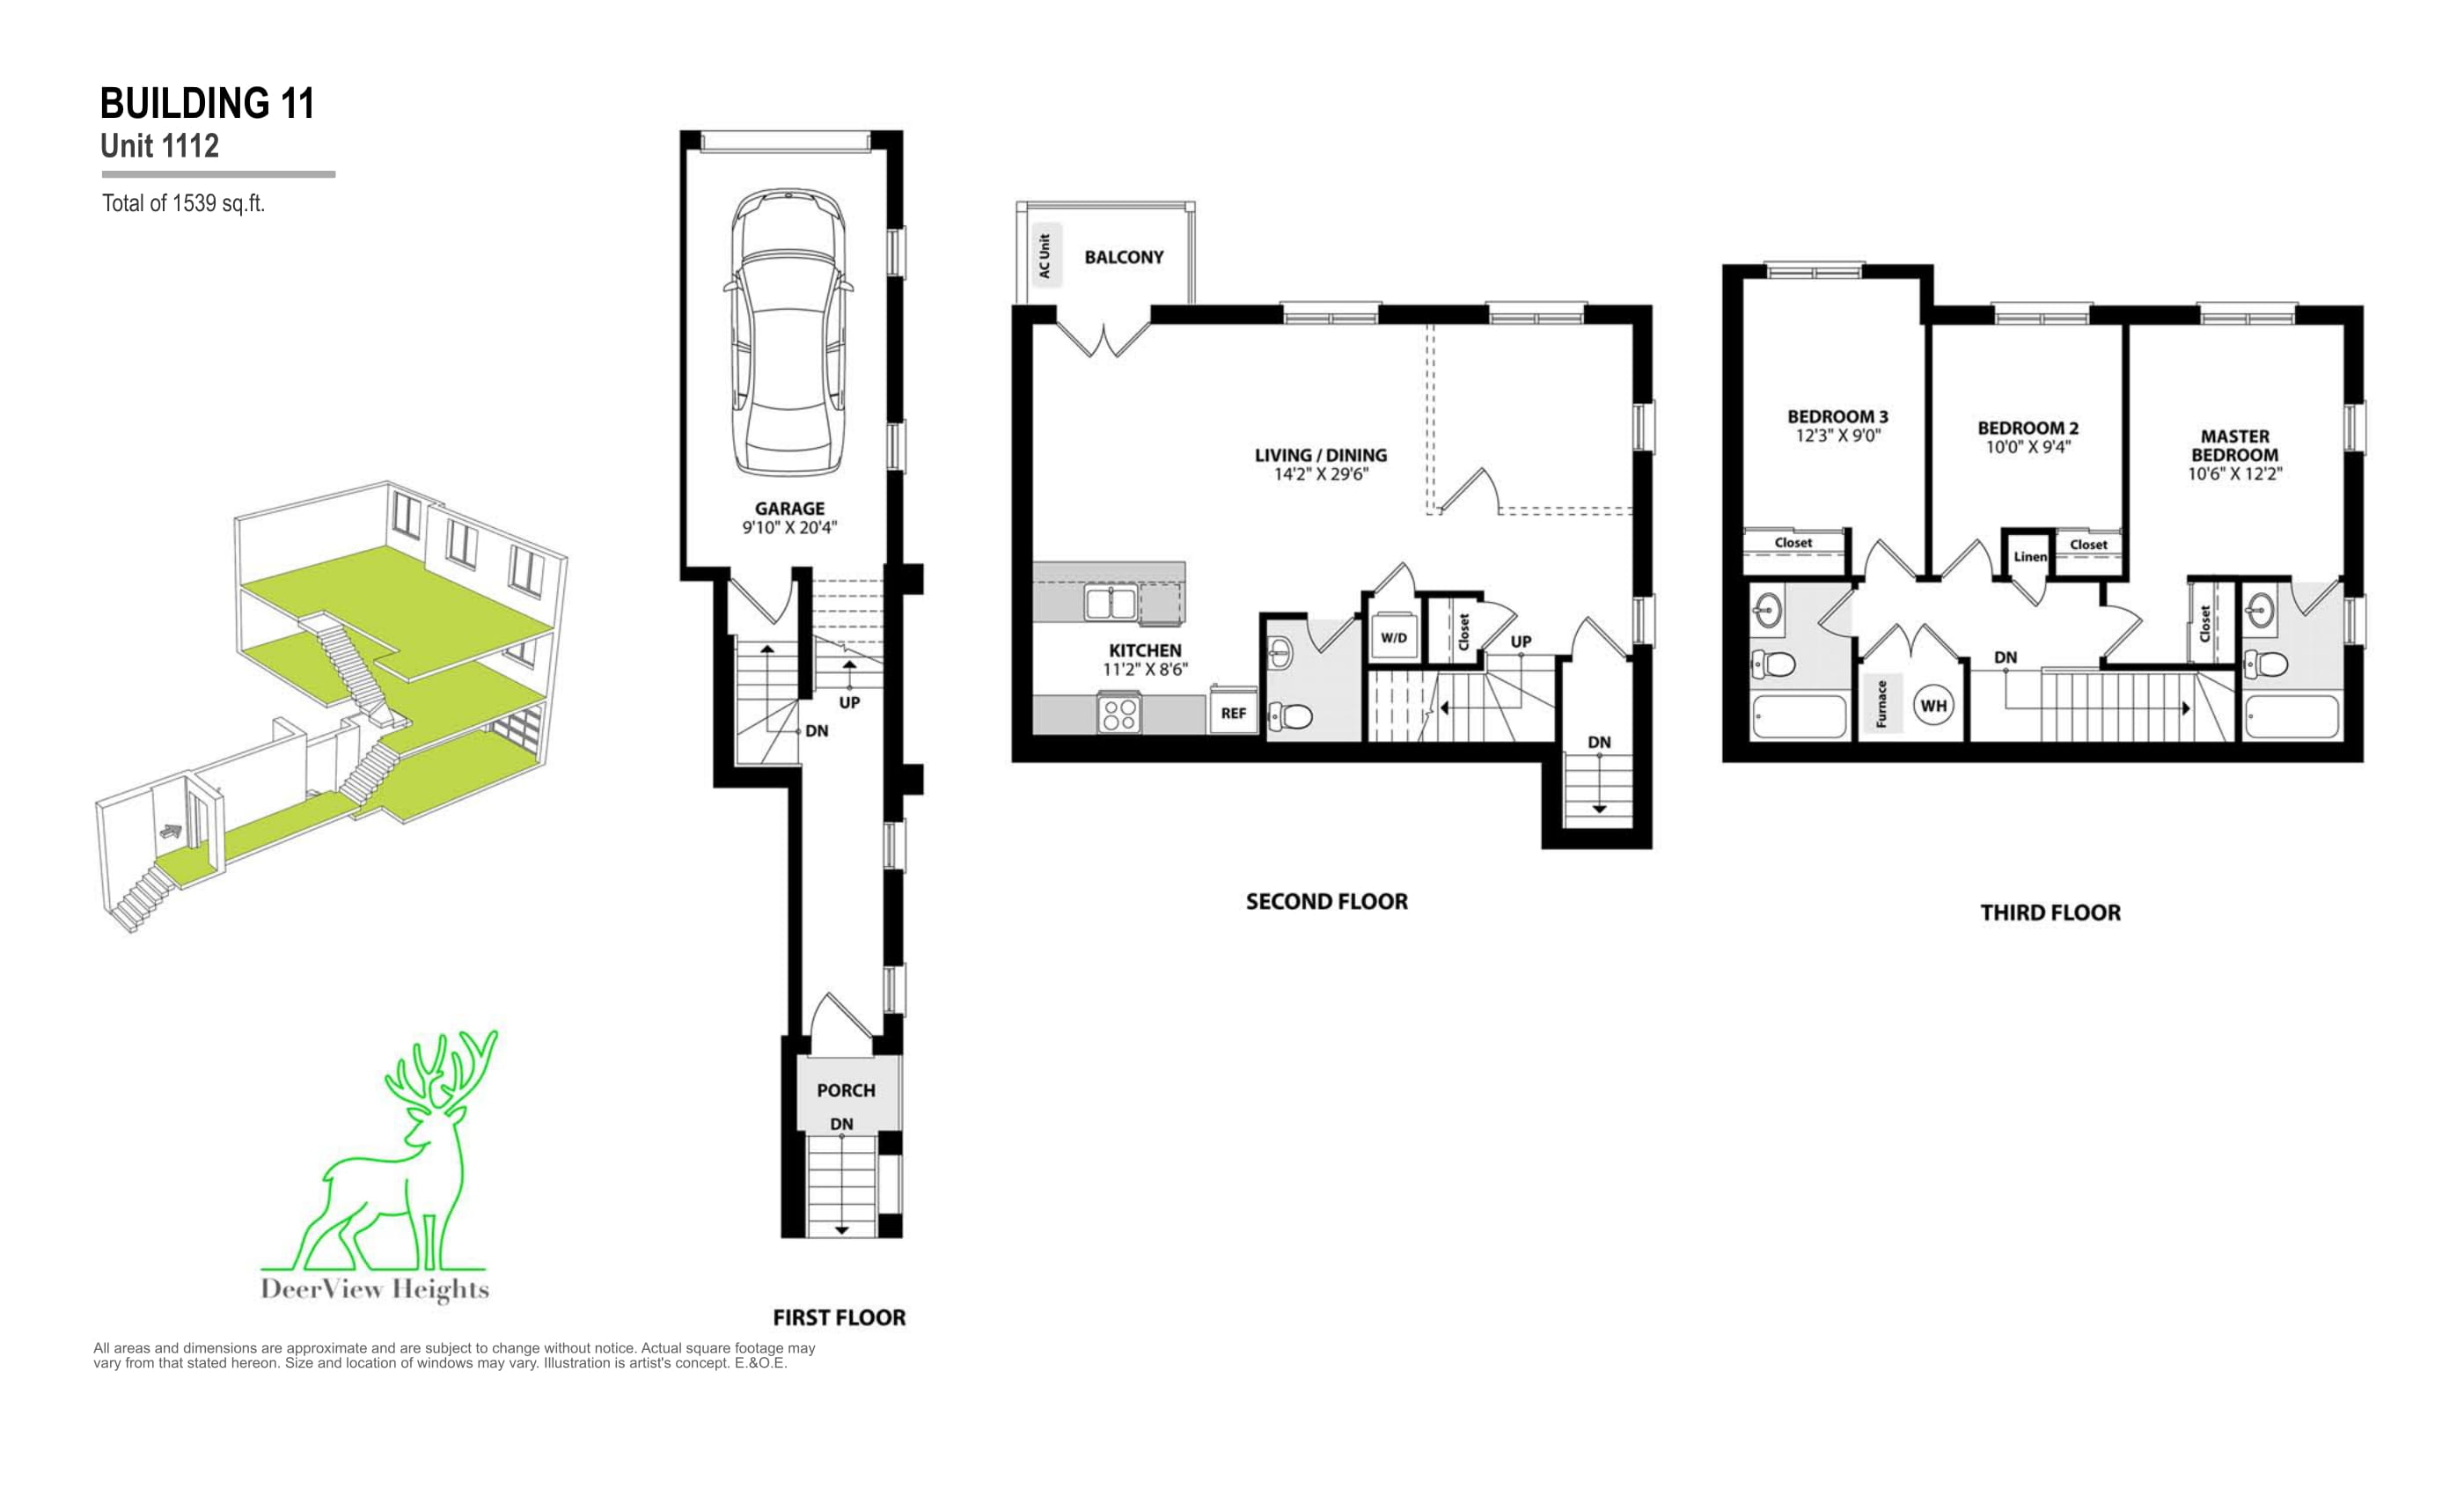 BUILDING 11
Unit 1112
Total of 1539 sq.ft.
GARAGE
9'10" X 20'4"
UP
DN
PORCH
DN
FIRST FLOOR
AC Unit
BALCONY
LIVING / DINING
14'2" X 29'6"
KITCHEN
11'2" X 8'6"
REF
W/D
Closet
UP
DN
SECOND FLOOR
BEDROOM 3
12'3" X 9'0"
BEDROOM 2
10'0" X 9'4"
MASTER
BEDROOM
10'6" X 12'2"
Closet
Linen
Closet
Closet
Furnace
WH
DN
THIRD FLOOR
DeerView Heights
All areas and dimensions are approximate and are subject to change without notice. Actual square footage may
vary from that stated hereon. Size and location of windows may vary. Illustration is artist's concept. E.&O.E.